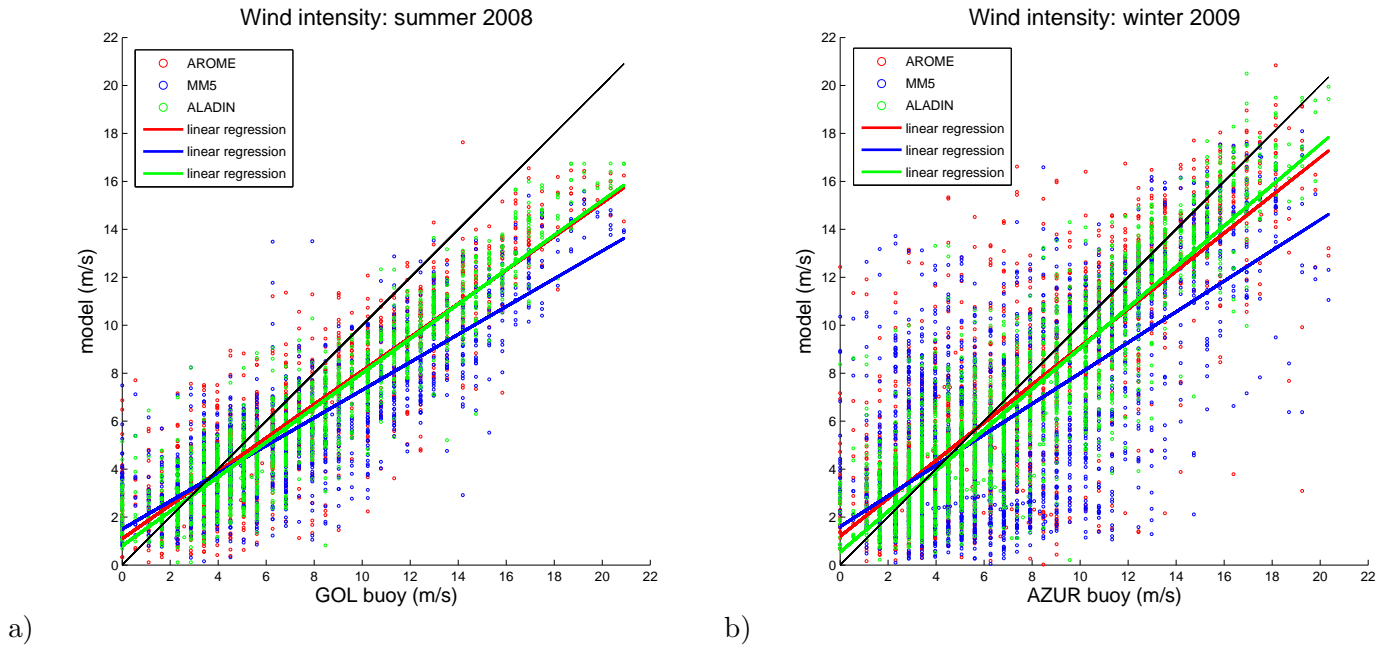 Wind intensity: summer 2008
22
20
18
16
14
12
10
8
6
4
2
0
model (m/s)
AROME
MM5
ALADIN
linear regression
linear regression
linear regression
0 2 4 6 8 10 12 14 16 18 20 22
GOL buoy (m/s)
a)
Wind intensity: winter 2009
22
20
18
16
14
12
10
8
6
4
2
0
model (m/s)
AROME
MM5
ALADIN
linear regression
linear regression
linear regression
0 2 4 6 8 10 12 14 16 18 20 22
AZUR buoy (m/s)
b)